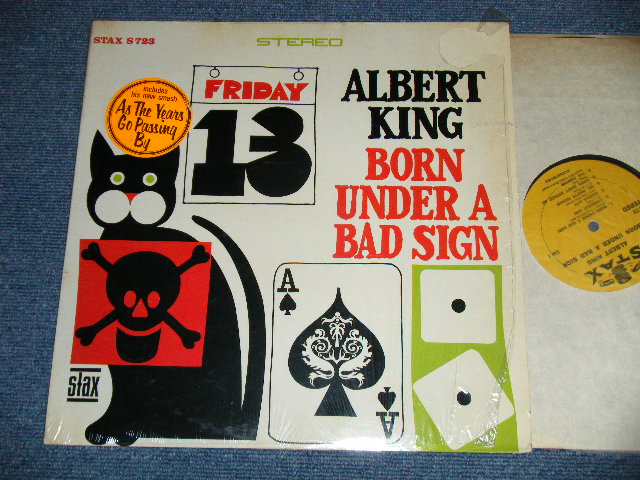 STAX S 723
STEREO
includes
his new smash
As The Years
Go Passing
By
FRIDAY
13
ALBERT
KING
BORN
UNDER A
BAD SIGN
A
A
stax
STAX
ALBERT KING
BORN UNDER A BAD SIGN